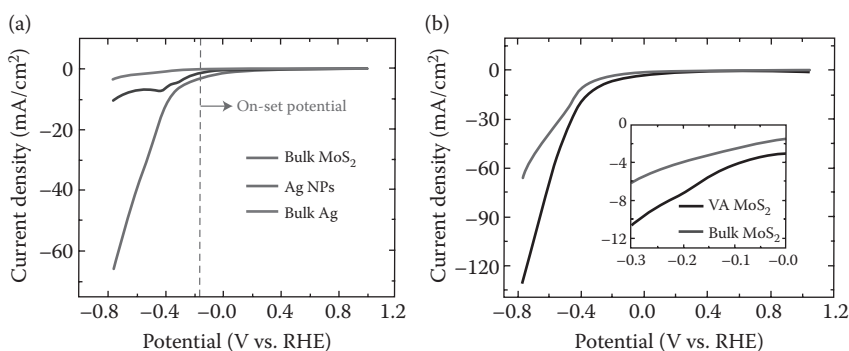 (a)
Current density (mA/cm²)
0
−20
−40
−60
On-set potential
Bulk MoS₂
Ag NPs
Bulk Ag
−0.8 −0.4 −0.0 0.4 0.8 1.2
Potential (V vs. RHE)
(b)
Current density (mA/cm²)
0
−30
−60
−90
−120
0
−4
−8
−12
VA MoS₂
Bulk MoS₂
−0.3 −0.2 −0.1 −0.0
−0.8 −0.4 0.0 0.4 0.8 1.2
Potential (V vs. RHE)